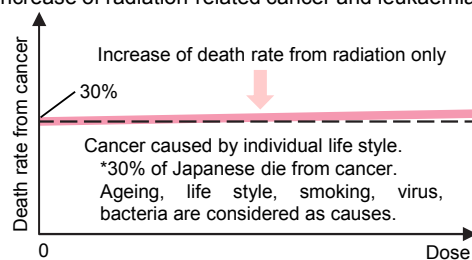 increase of radiation-related cancer and leukaemia
Increase of death rate from radiation only
30%
Death rate from cancer
Cancer caused by individual life style.
*30% of Japanese die from cancer.
Ageing, life style, smoking, virus,
bacteria are considered as causes.
0
Dose